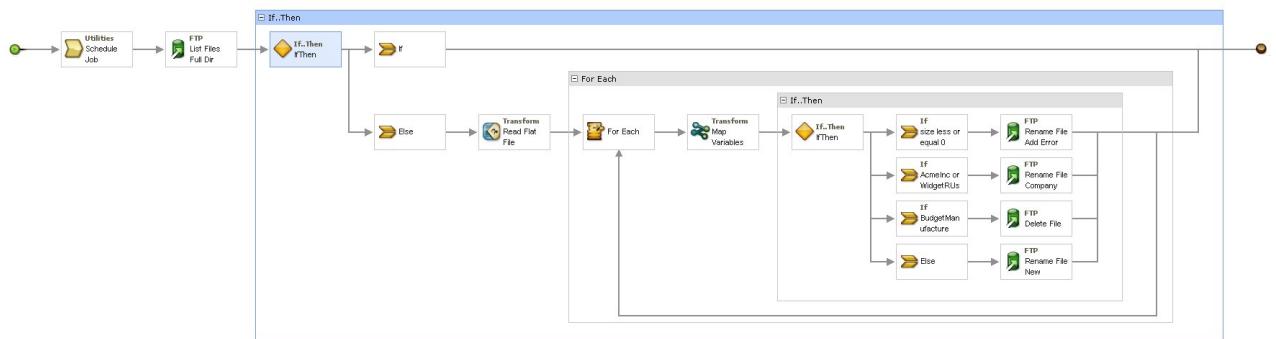 If..Then
Utilities
Schedule
Job
FTP
List Files
Full Dir
If..Then
IfThen
If
For Each
If..Then
Else
Transform
Read Flat
File
For Each
Transform
Map
Variables
If..Then
IfThen
If
size less or
equal 0
FTP
Rename File
Add Error
If
AcmeInc or
WidgetRUs
FTP
Rename File
Company
If
BudgetMan
ufacture
FTP
Delete File
Else
FTP
Rename File
New